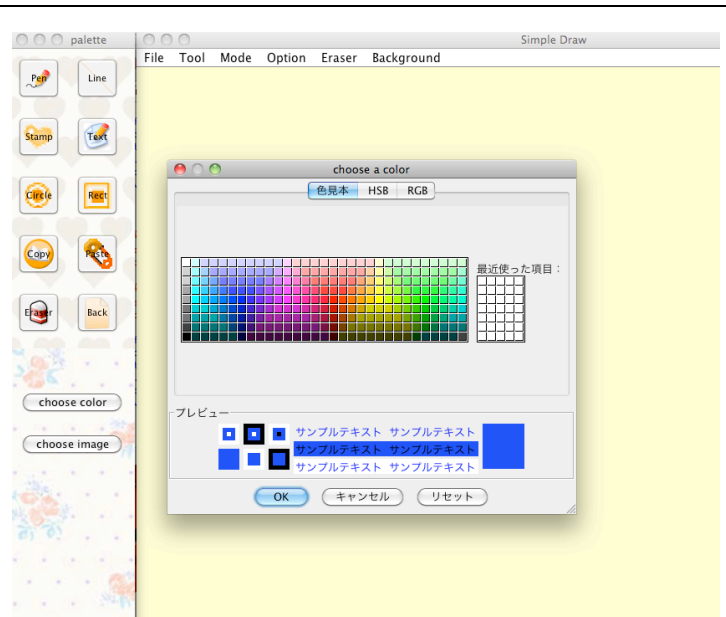 palette
Simple Draw
File Tool Mode Option Eraser Background
Pen Line
Stamp Text
Circle Rect
Copy Paste
Eraser Back
choose color
choose image
choose a color
色見本 HSB RGB
最近使った項目：
プレビュー
サンプルテキスト サンプルテキスト
サンプルテキスト サンプルテキスト
サンプルテキスト サンプルテキスト
OK キャンセル リセット